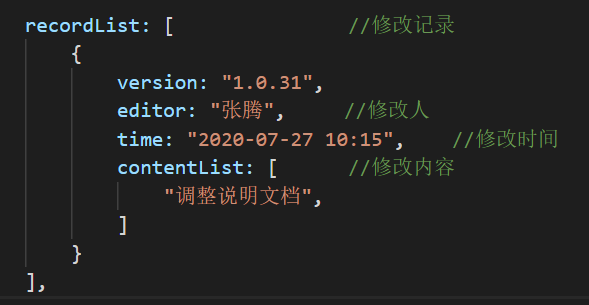 recordList: [ //修改记录
{
version: "1.0.31",
editor: "张腾", //修改人
time: "2020-07-27 10:15", //修改时间
contentList: [ //修改内容
"调整说明文档",
]
}
],